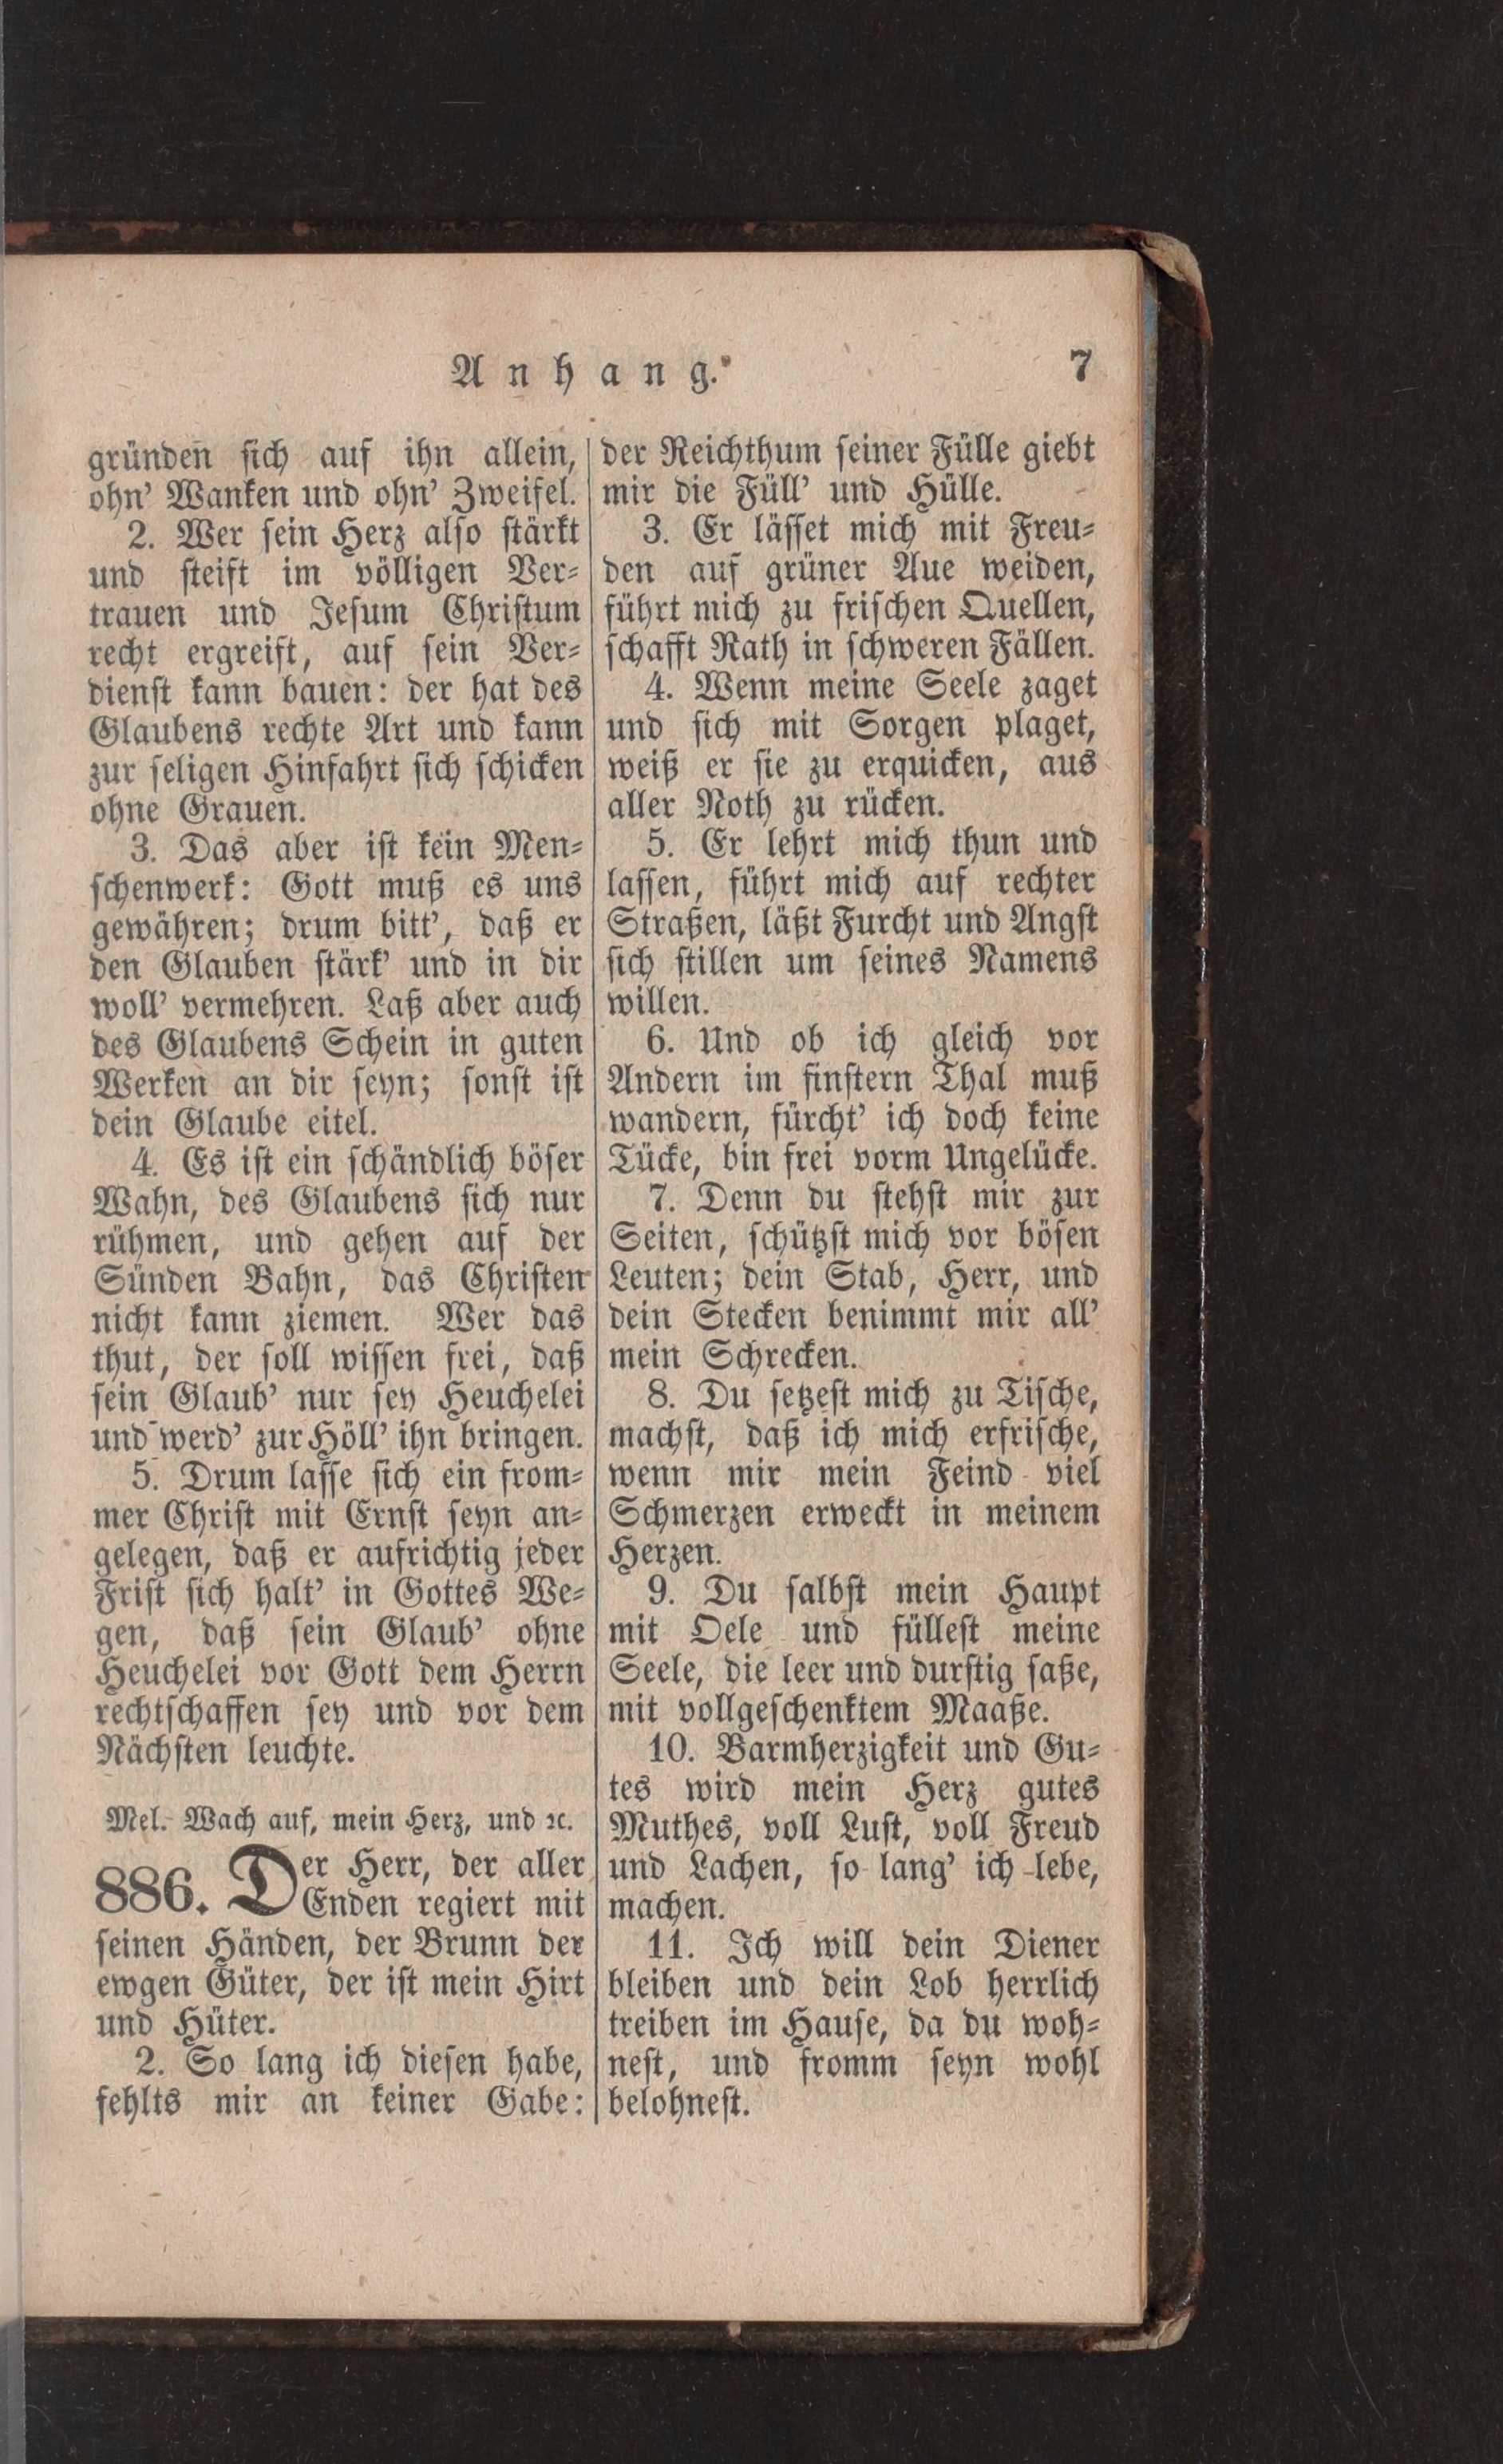 Anhang.
7
gründen sich auf ihn allein,
ohn' Wanken und ohn' Zweifel.
2. Wer sein Herz also stärkt
und steift im völligen Ver-
trauen und Jesum Christum
recht ergreift, auf sein Ver-
dienst kann bauen: der hat des
Glaubens rechte Art und kann
zur seligen Hinfahrt sich schicken
ohne Grauen.
3. Das aber ist kein Men-
schenwerk: Gott muß es uns
gewähren; drum bitt', daß er
den Glauben stärk' und in dir
woll' vermehren. Laß aber auch
des Glaubens Schein in guten
Werken an dir seyn; sonst ist
dein Glaube eitel.
4. Es ist ein schändlich böser
Wahn, des Glaubens sich nur
rühmen, und gehen auf der
Sünden Bahn, das Christen
nicht kann ziemen. Wer das
thut, der soll wissen frei, daß
sein Glaub' nur sey Heuchelei
und werd' zur Höll' ihn bringen.
5. Drum lasse sich ein from-
mer Christ mit Ernst seyn an-
gelegen, daß er aufrichtig jeder
Frist sich halt' in Gottes We-
gen, daß sein Glaub' ohne
Heuchelei vor Gott dem Herrn
rechtschaffen sey und vor dem
Nächsten leuchte.
Mel. Wach auf, mein Herz, und ꝛc.
886. Der Herr, der aller
Enden regiert mit
seinen Händen, der Brunn der
ewgen Güter, der ist mein Hirt
und Hüter.
2. So lang ich diesen habe,
fehlts mir an keiner Gabe:
der Reichthum seiner Fülle giebt
mir die Füll' und Hülle.
3. Er lässet mich mit Freu-
den auf grüner Aue weiden,
führt mich zu frischen Quellen,
schafft Rath in schweren Fällen.
4. Wenn meine Seele zaget
und sich mit Sorgen plaget,
weiß er sie zu erquicken, aus
aller Noth zu rücken.
5. Er lehrt mich thun und
lassen, führt mich auf rechter
Straßen, läßt Furcht und Angst
sich stillen um seines Namens
willen.
6. Und ob ich gleich vor
Andern im finstern Thal muß
wandern, fürcht' ich doch keine
Tücke, bin frei vorm Ungelücke.
7. Denn du stehst mir zur
Seiten, schützst mich vor bösen
Leuten; dein Stab, Herr, und
dein Stecken benimmt mir all'
mein Schrecken.
8. Du setzest mich zu Tische,
machst, daß ich mich erfrische,
wenn mir mein Feind viel
Schmerzen erweckt in meinem
Herzen.
9. Du salbst mein Haupt
mit Oele und füllest meine
Seele, die leer und durstig saße,
mit vollgeschenktem Maaße.
10. Barmherzigkeit und Gu-
tes wird mein Herz gutes
Muthes, voll Lust, voll Freud
und Lachen, so lang' ich lebe,
machen.
11. Ich will dein Diener
bleiben und dein Lob herrlich
treiben im Hause, da du woh-
nest, und fromm seyn wohl
belohnest.